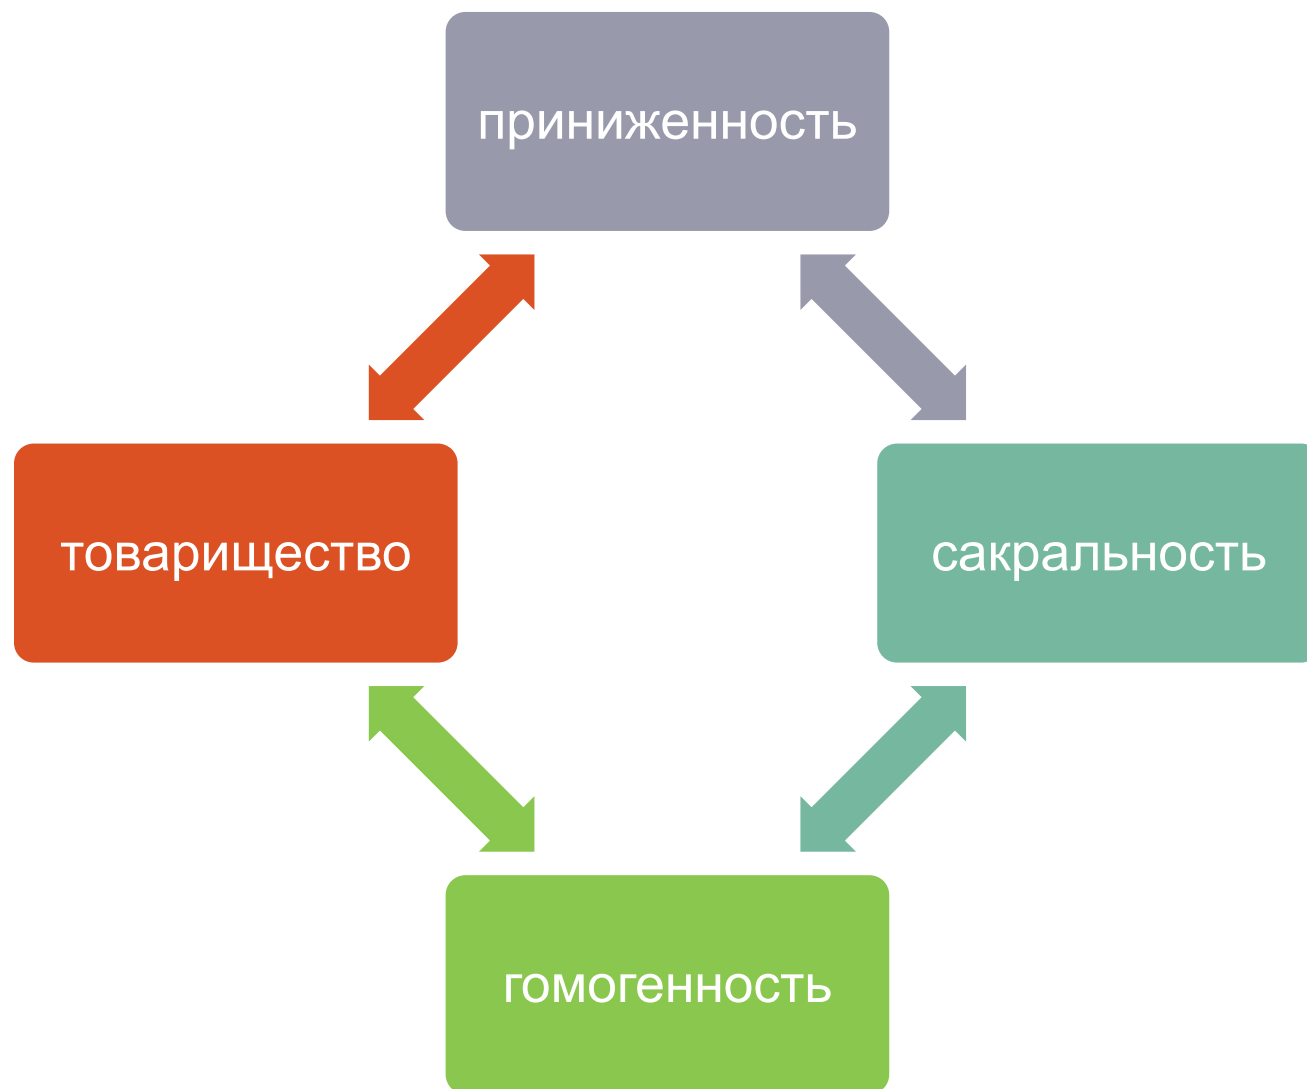 приниженность
товарищество
сакральность
гомогенность